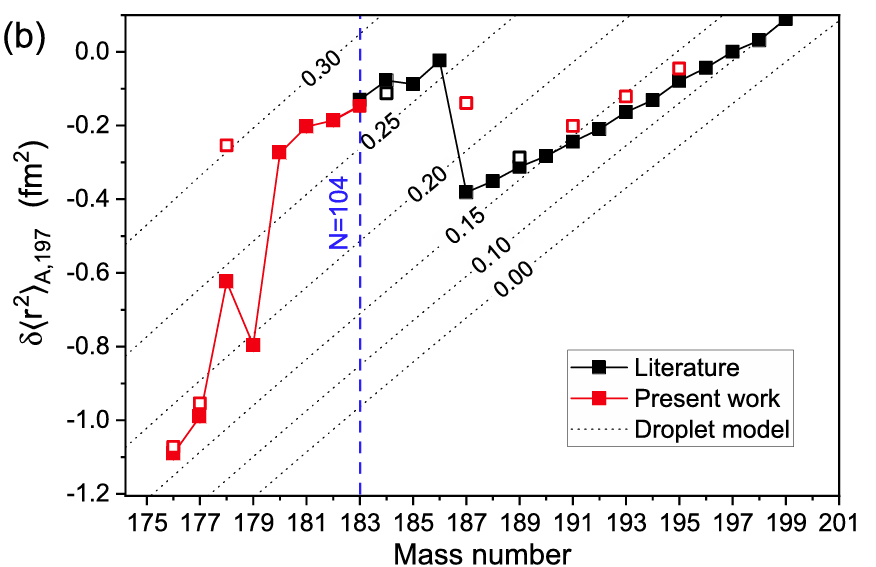 (b)
0.0
-0.2
-0.4
-0.6
-0.8
-1.0
-1.2
δ⟨r²⟩A,197 (fm²)
0.30
0.25
0.20
0.15
0.10
0.00
N=104
Literature
Present work
Droplet model
175 177 179 181 183 185 187 189 191 193 195 197 199 201
Mass number